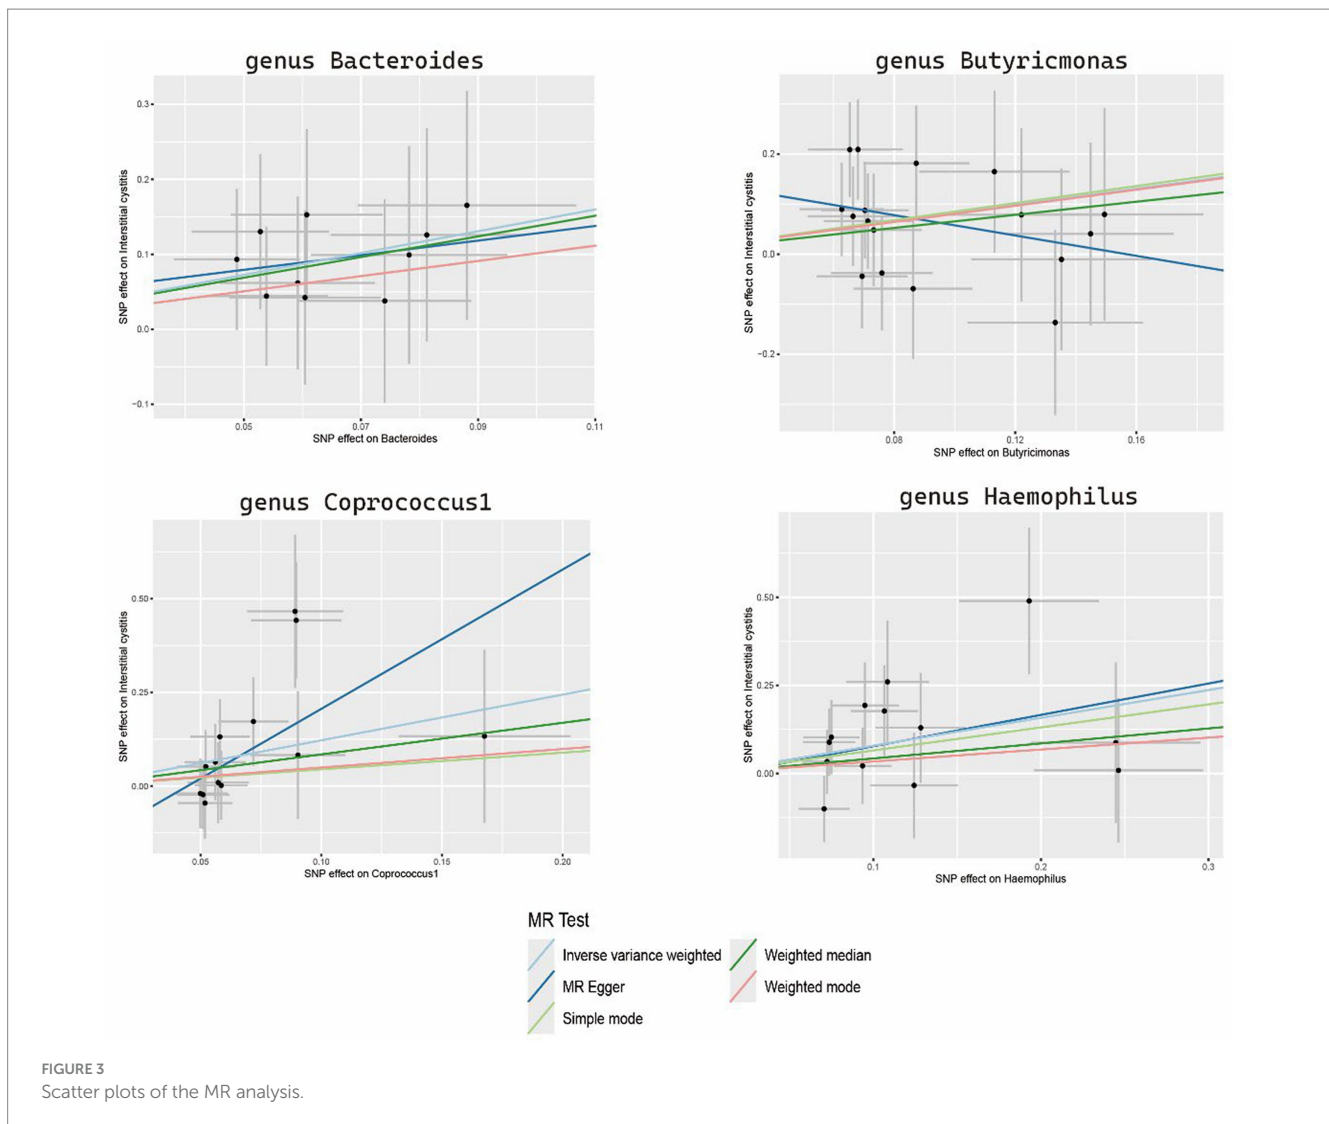 genus Bacteroides
0.3
0.2
0.1
0.0
−0.1
SNP effect on Interstitial cystitis
0.05
0.07
0.09
0.11
SNP effect on Bacteroides
genus Butyricmonas
0.2
0.0
−0.2
SNP effect on Interstitial cystitis
0.08
0.12
0.16
SNP effect on Butyricimonas
genus Coprococcus1
0.50
0.25
0.00
SNP effect on Interstitial cystitis
0.05
0.10
0.15
0.20
SNP effect on Coprococcus1
genus Haemophilus
0.50
0.25
0.00
SNP effect on Interstitial cystitis
0.1
0.2
0.3
SNP effect on Haemophilus
MR Test
Inverse variance weighted
MR Egger
Simple mode
Weighted median
Weighted mode
FIGURE 3
Scatter plots of the MR analysis.